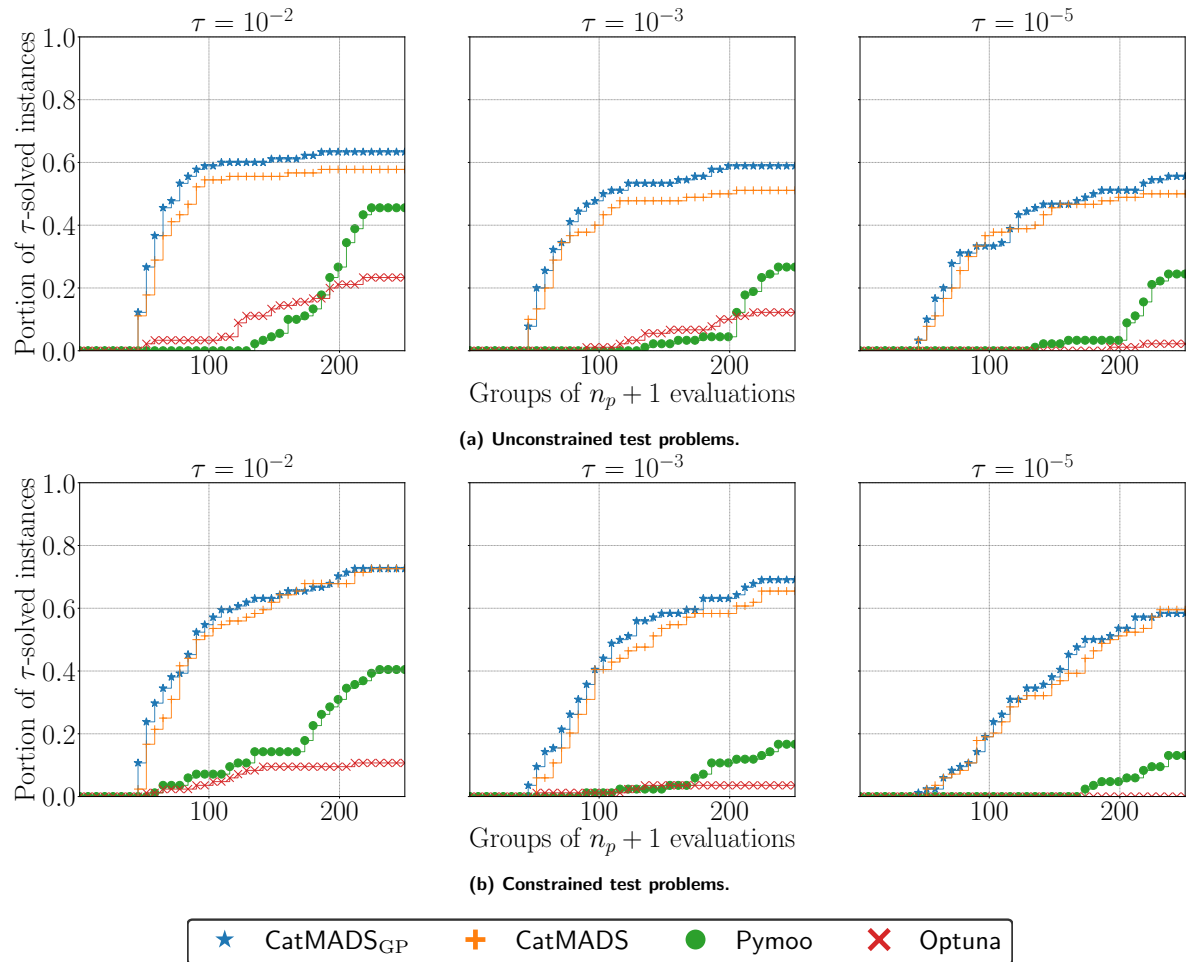 τ = 10⁻² τ = 10⁻³ τ = 10⁻⁵
1.0
0.8
0.6
0.4
0.2
0.0
Portion of τ-solved instances
100 200 100 200 100 200
Groups of nₚ + 1 evaluations
(a) Unconstrained test problems.
τ = 10⁻² τ = 10⁻³ τ = 10⁻⁵
1.0
0.8
0.6
0.4
0.2
0.0
Portion of τ-solved instances
100 200 100 200 100 200
Groups of nₚ + 1 evaluations
(b) Constrained test problems.
CatMADS_GP CatMADS Pymoo Optuna